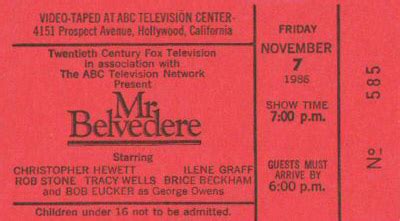 VIDEO-TAPED AT ABC TELEVISION CENTER-
4151 Prospect Avenue, Hollywood, California
Twentieth Century Fox Television
in association with
The ABC Television Network
Present
Mr.
Belvedere
Starring
CHRISTOPHER HEWETT ILENE GRAFF
ROB STONE TRACY WELLS BRICE BECKHAM
and BOB EUCKER as George Owens
Children under 16 not to be admitted.
FRIDAY
NOVEMBER
7
1986
SHOW TIME
7:00 p.m.
GUESTS MUST
ARRIVE BY
6:00 p.m.
No 585